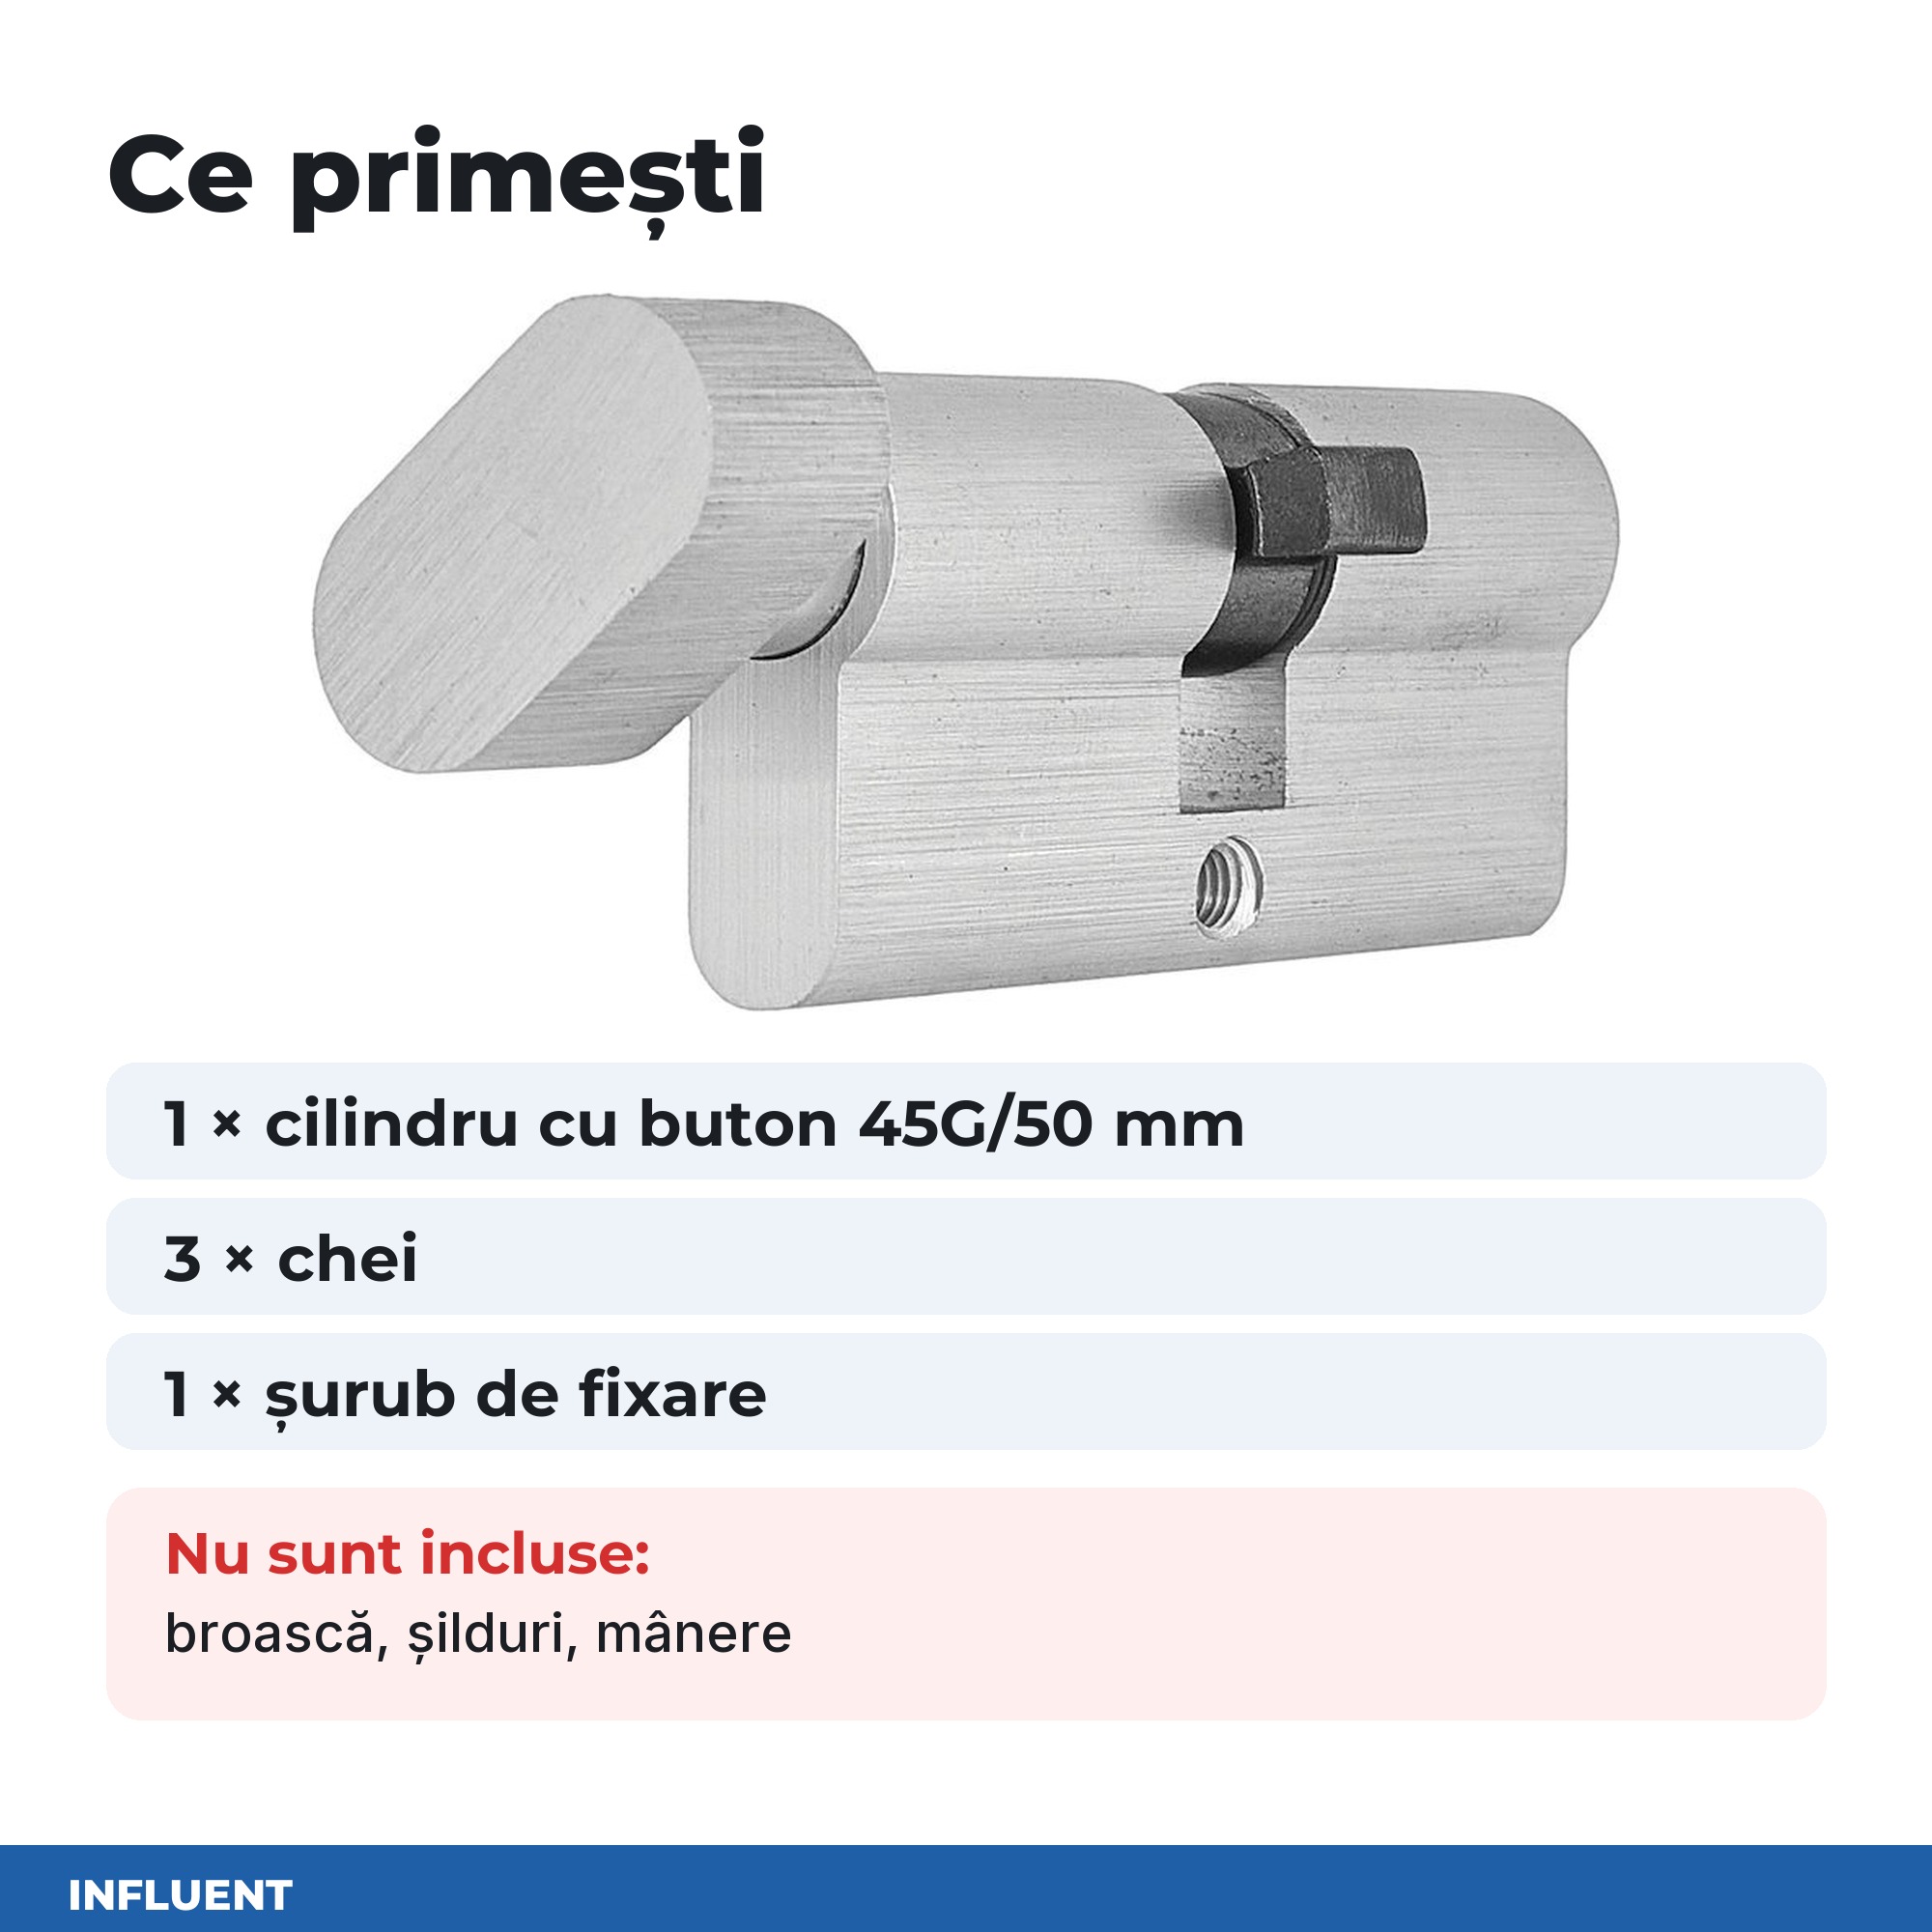 Ce primești
1 × cilindru cu buton 45G/50 mm
3 × chei
1 × șurub de fixare
Nu sunt incluse:
broască, șilduri, mânere
INFLUENT